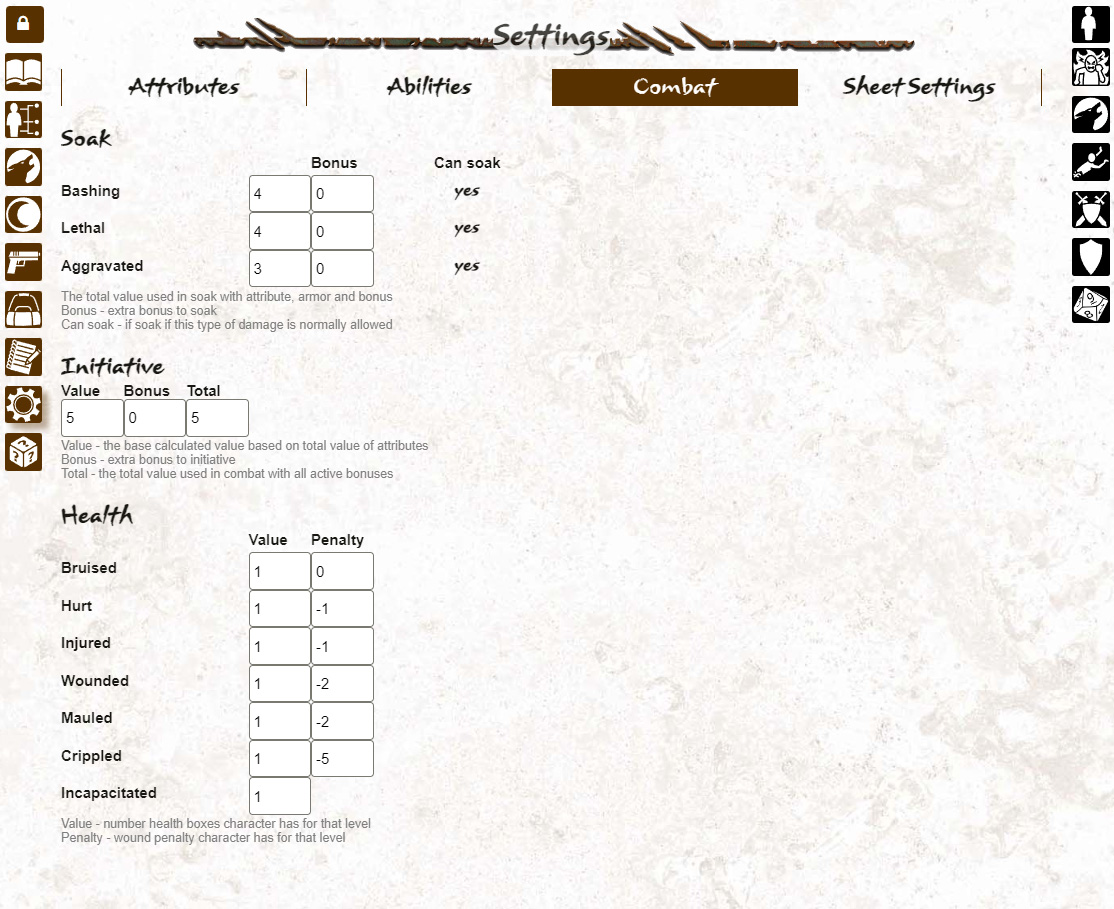 Settings
Attributes Abilities Combat Sheet Settings
Soak
Bonus Can soak
Bashing 4 0 yes
Lethal 4 0 yes
Aggravated 3 0 yes
The total value used in soak with attribute, armor and bonus
Bonus - extra bonus to soak
Can soak - if soak if this type of damage is normally allowed
Initiative
Value Bonus Total
5 0 5
Value - the base calculated value based on total value of attributes
Bonus - extra bonus to initiative
Total - the total value used in combat with all active bonuses
Health
Value Penalty
Bruised 1 0
Hurt 1 -1
Injured 1 -1
Wounded 1 -2
Mauled 1 -2
Crippled 1 -5
Incapacitated 1
Value - number health boxes character has for that level
Penalty - wound penalty character has for that level